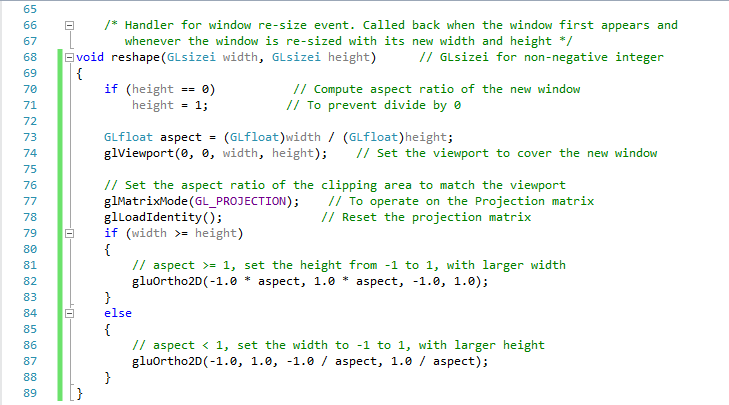 65
66 /* Handler for window re-size event. Called back when the window first appears and
67 whenever the window is re-sized with its new width and height */
68 void reshape(GLsizei width, GLsizei height) // GLsizei for non-negative integer
69 {
70 if (height == 0) // Compute aspect ratio of the new window
71 height = 1; // To prevent divide by 0
72
73 GLfloat aspect = (GLfloat)width / (GLfloat)height;
74 glViewport(0, 0, width, height); // Set the viewport to cover the new window
75
76 // Set the aspect ratio of the clipping area to match the viewport
77 glMatrixMode(GL_PROJECTION); // To operate on the Projection matrix
78 glLoadIdentity(); // Reset the projection matrix
79 if (width >= height)
80 {
81 // aspect >= 1, set the height from -1 to 1, with larger width
82 gluOrtho2D(-1.0 * aspect, 1.0 * aspect, -1.0, 1.0);
83 }
84 else
85 {
86 // aspect < 1, set the width to -1 to 1, with larger height
87 gluOrtho2D(-1.0, 1.0, -1.0 / aspect, 1.0 / aspect);
88 }
89 }